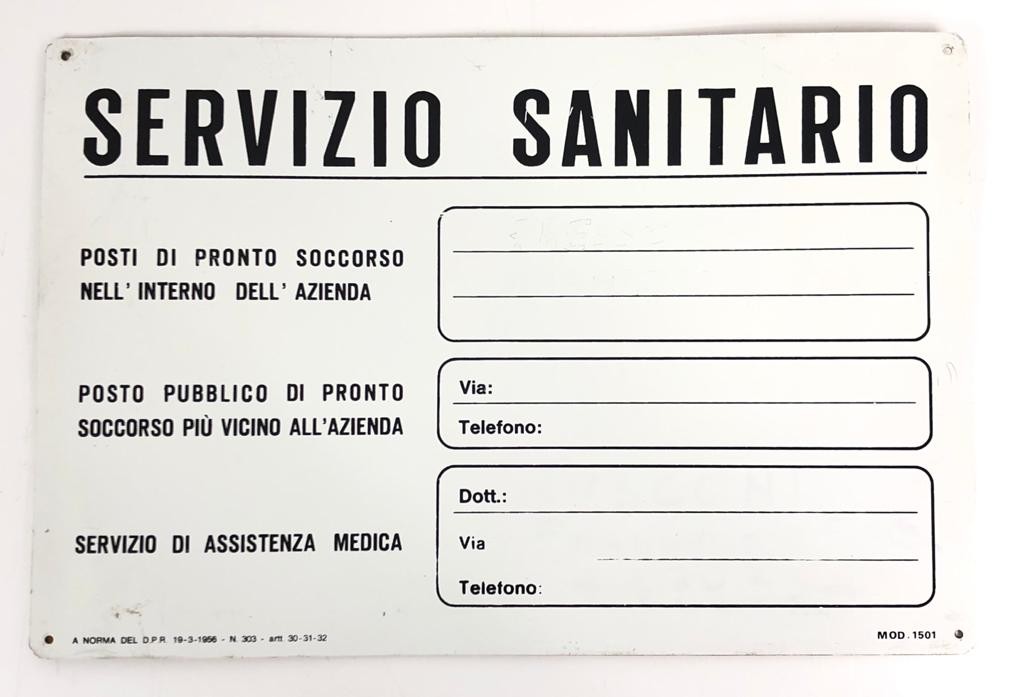 SERVIZIO SANITARIO
POSTI DI PRONTO SOCCORSO
NELL' INTERNO DELL' AZIENDA
POSTO PUBBLICO DI PRONTO
SOCCORSO PIÙ VICINO ALL'AZIENDA
Via:
Telefono:
SERVIZIO DI ASSISTENZA MEDICA
Dott.:
Via
Telefono:
A NORMA DEL D.P.R. 19-3-1956 - N. 303 - artt. 30-31-32
MOD. 1501